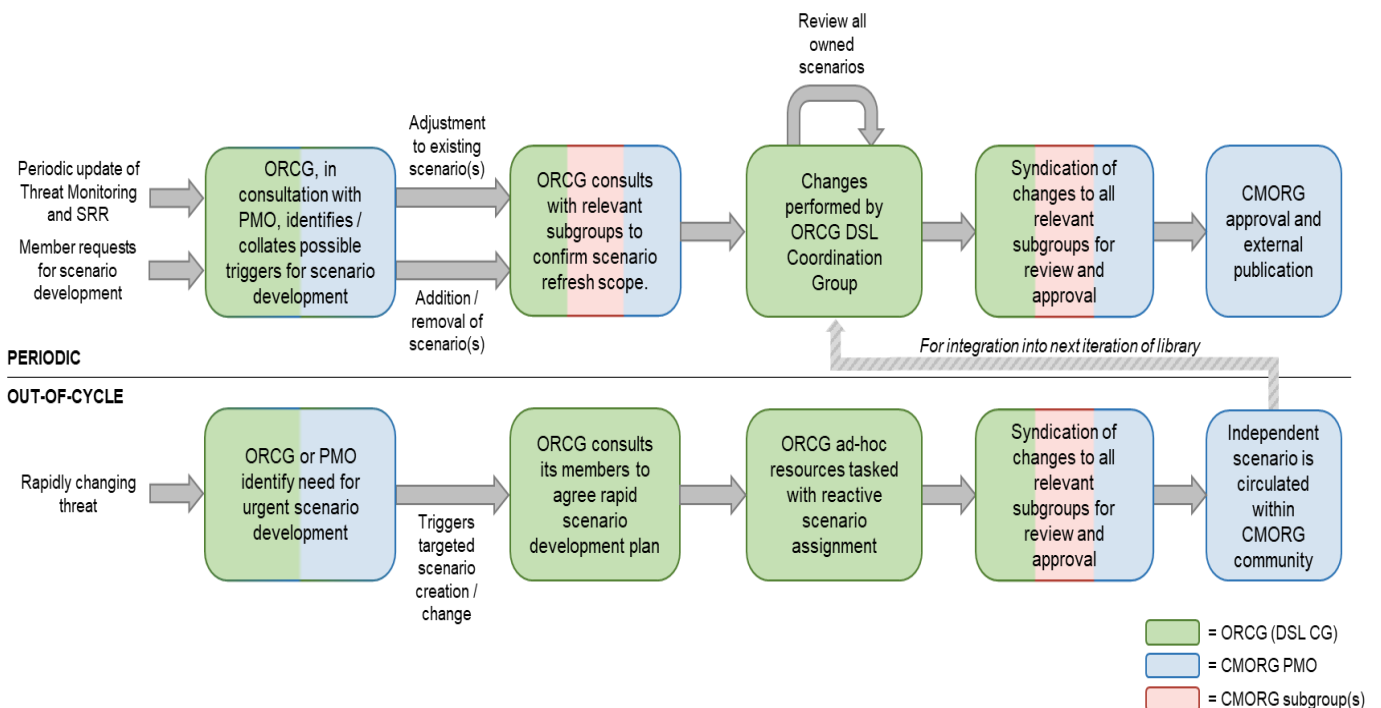 Review all
owned
scenarios
Periodic update of
Threat Monitoring
and SRR
Member requests
for scenario
development
ORCG, in
consultation with
PMO, identifies /
collates possible
triggers for scenario
development
Adjustment
to existing
scenario(s)
Addition /
removal of
scenario(s)
ORCG consults
with relevant
subgroups to
confirm scenario
refresh scope.
Changes
performed by
ORCG DSL
Coordination
Group
Syndication of
changes to all
relevant
subgroups for
review and
approval
CMORG
approval and
external
publication
For integration into next iteration of library
PERIODIC
OUT-OF-CYCLE
Rapidly changing
threat
ORCG or PMO
identify need for
urgent scenario
development
Triggers
targeted
scenario
creation /
change
ORCG consults
its members to
agree rapid
scenario
development plan
ORCG ad-hoc
resources tasked
with reactive
scenario
assignment
Syndication of
changes to all
relevant
subgroups for
review and
approval
Independent
scenario is
circulated
within
CMORG
community
= ORCG (DSL CG)
= CMORG PMO
= CMORG subgroup(s)